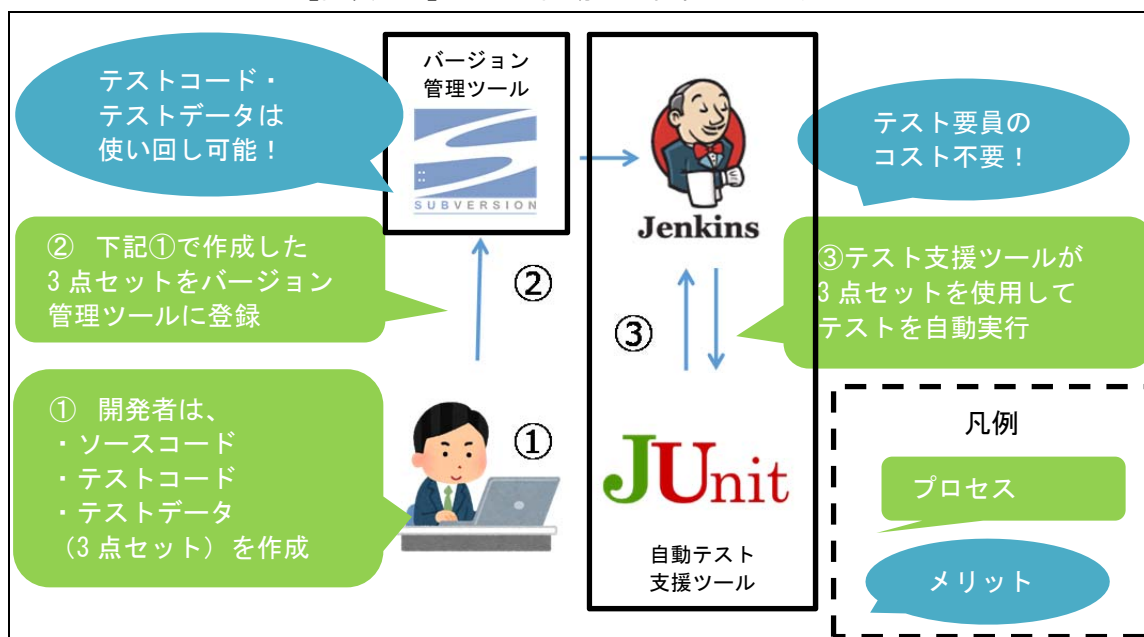 テストコード・
テストデータは
使い回し可能！
バージョン
管理ツール
SUBVERSION
Jenkins
テスト要員の
コスト不要！
② 下記①で作成した
3点セットをバージョン
管理ツールに登録
②
③
③テスト支援ツールが
3点セットを使用して
テストを自動実行
① 開発者は、
・ソースコード
・テストコード
・テストデータ
（3点セット）を作成
①
JUnit
自動テスト
支援ツール
凡例
プロセス
メリット